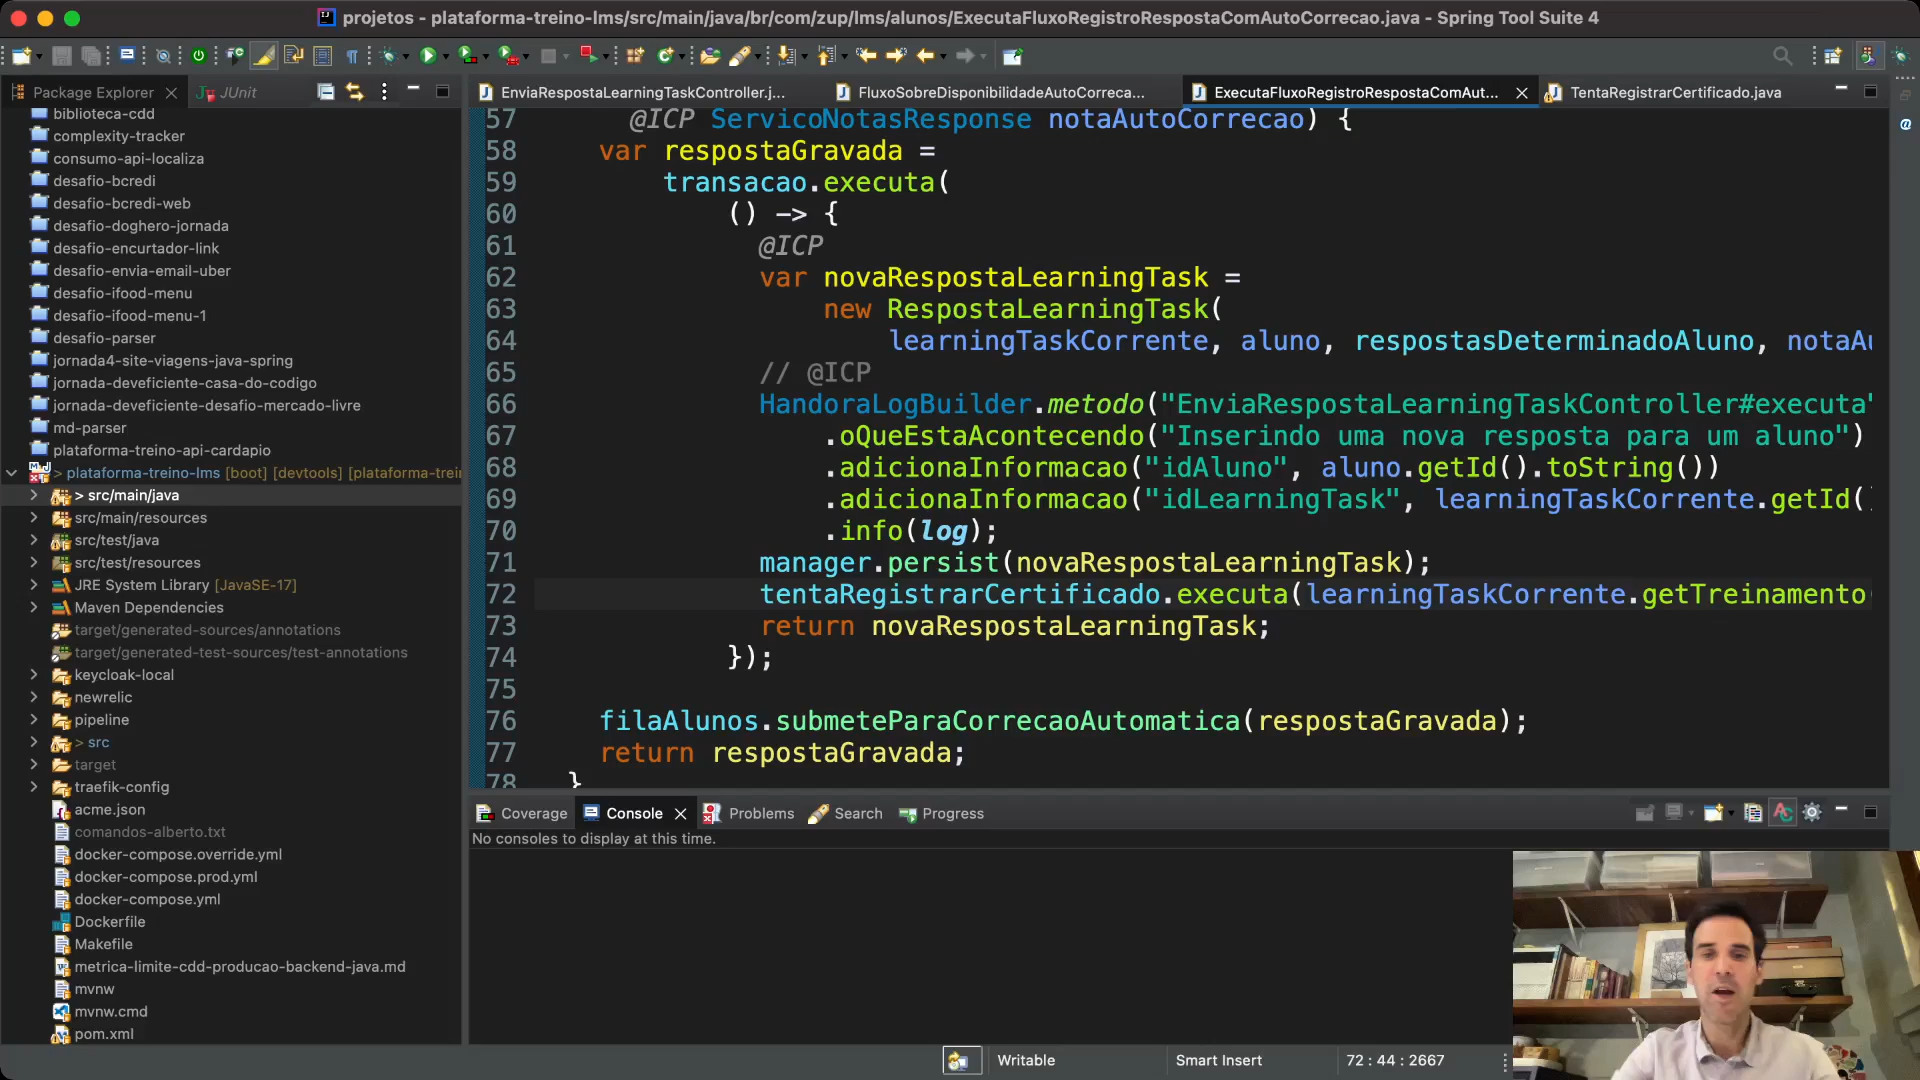 projetos - plataforma-treino-lms/src/main/java/br/com/zup/lms/alunos/ExecutaFluxoRegistroRespostaComAutoCorrecao.java - Spring Tool Suite 4
Package Explorer
JUnit
biblioteca-cdd
complexity-tracker
consumo-api-localiza
desafio-bcredi
desafio-bcredi-web
desafio-doghero-jornada
desafio-encurtador-link
desafio-envia-email-uber
desafio-ifood-menu
desafio-ifood-menu-1
desafio-parser
jornada4-site-viagens-java-spring
jornada-deveficiente-casa-do-codigo
jornada-deveficiente-desafio-mercado-livre
md-parser
plataforma-treino-api-cardapio
> plataforma-treino-lms [boot] [devtools] [plataforma-trei
> src/main/java
src/main/resources
src/test/java
src/test/resources
JRE System Library [JavaSE-17]
Maven Dependencies
target/generated-sources/annotations
target/generated-test-sources/test-annotations
keycloak-local
newrelic
pipeline
> src
target
traefik-config
acme.json
comandos-alberto.txt
docker-compose.override.yml
docker-compose.prod.yml
docker-compose.yml
Dockerfile
Makefile
metrica-limite-cdd-producao-backend-java.md
mvnw
mvnw.cmd
pom.xml
EnviaRespostaLearningTaskController.j...
FluxoSobreDisponibilidadeAutoCorreca...
ExecutaFluxoRegistroRespostaComAut...
TentaRegistrarCertificado.java
57 @ICP ServicoNotasResponse notaAutoCorrecao) {
58 var respostaGravada =
59 transacao.executa(
60 () -> {
61 @ICP
62 var novaRespostaLearningTask =
63 new RespostaLearningTask(
64 learningTaskCorrente, aluno, respostasDeterminadoAluno, notaAu
65 // @ICP
66 HandoraLogBuilder.metodo("EnviaRespostaLearningTaskController#executa"
67 .oQueEstaAcontecendo("Inserindo uma nova resposta para um aluno")
68 .adicionaInformacao("idAluno", aluno.getId().toString())
69 .adicionaInformacao("idLearningTask", learningTaskCorrente.getId()
70 .info(log);
71 manager.persist(novaRespostaLearningTask);
72 tentaRegistrarCertificado.executa(learningTaskCorrente.getTreinamento(
73 return novaRespostaLearningTask;
74 });
75
76 filaAlunos.submeteParaCorrecaoAutomatica(respostaGravada);
77 return respostaGravada;
78 }
Coverage
Console
Problems
Search
Progress
No consoles to display at this time.
Writable
Smart Insert
72 : 44 : 2667